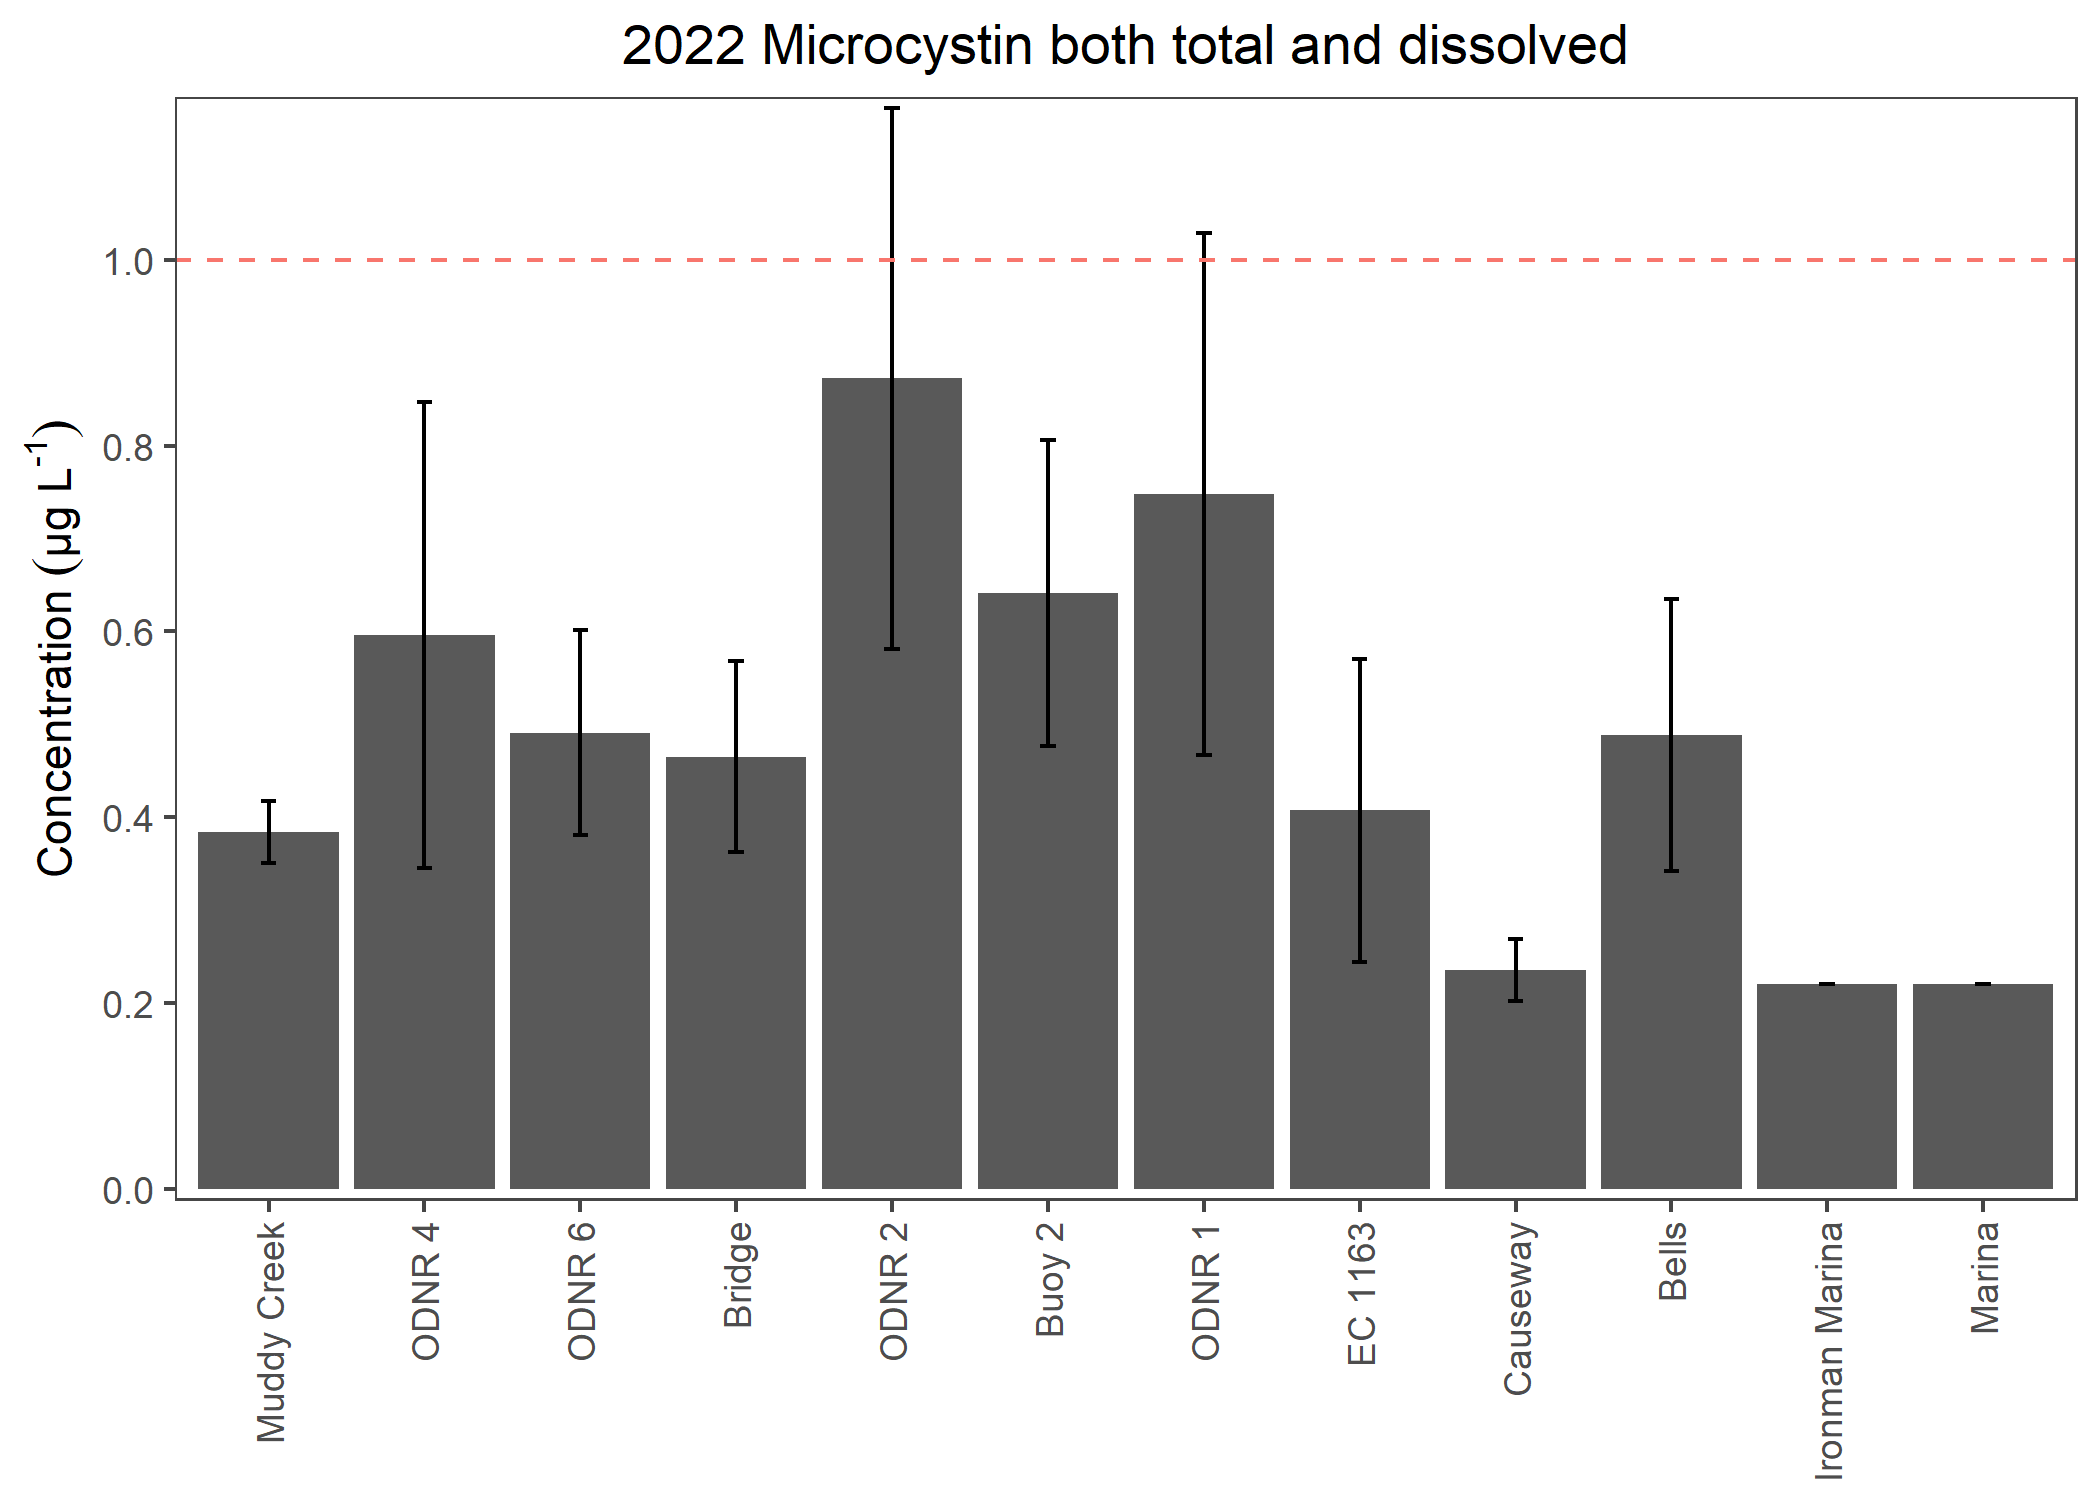 2022 Microcystin both total and dissolved
Concentration (µg L-1)
1.0
0.8
0.6
0.4
0.2
0.0
Muddy Creek
ODNR 4
ODNR 6
Bridge
ODNR 2
Buoy 2
ODNR 1
EC 1163
Causeway
Bells
Ironman Marina
Marina